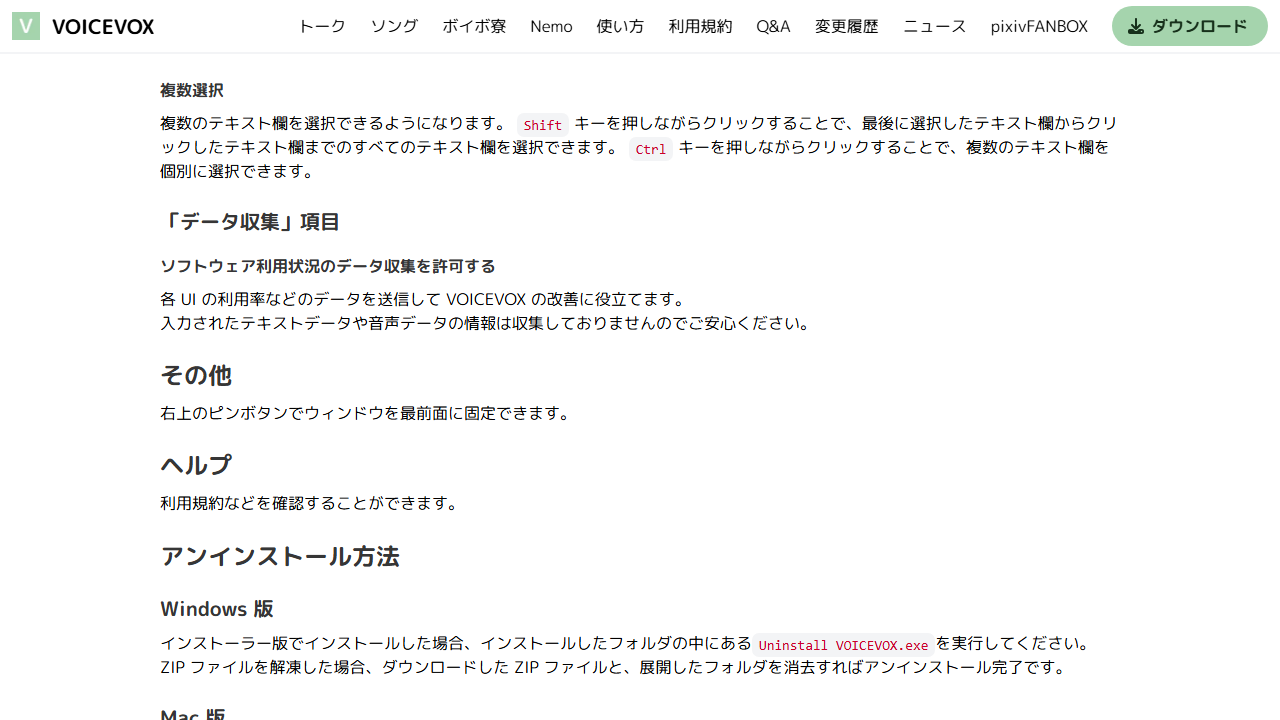 V VOICEVOX トーク ソング ボイボ寮 Nemo 使い方 利用規約 Q&A 変更履歴 ニュース pixivFANBOX ダウンロード
複数選択
複数のテキスト欄を選択できるようになります。 Shift キーを押しながらクリックすることで、最後に選択したテキスト欄からクリ
ックしたテキスト欄までのすべてのテキスト欄を選択できます。 Ctrl キーを押しながらクリックすることで、複数のテキスト欄を
個別に選択できます。
「データ収集」項目
ソフトウェア利用状況のデータ収集を許可する
各 UI の利用率などのデータを送信して VOICEVOX の改善に役立てます。
入力されたテキストデータや音声データの情報は収集しておりませんのでご安心ください。
その他
右上のピンボタンでウィンドウを最前面に固定できます。
ヘルプ
利用規約などを確認することができます。
アンインストール方法
Windows 版
インストーラー版でインストールした場合、インストールしたフォルダの中にある Uninstall VOICEVOX.exe を実行してください。
ZIP ファイルを解凍した場合、ダウンロードした ZIP ファイルと、展開したフォルダを消去すればアンインストール完了です。
Mac 版